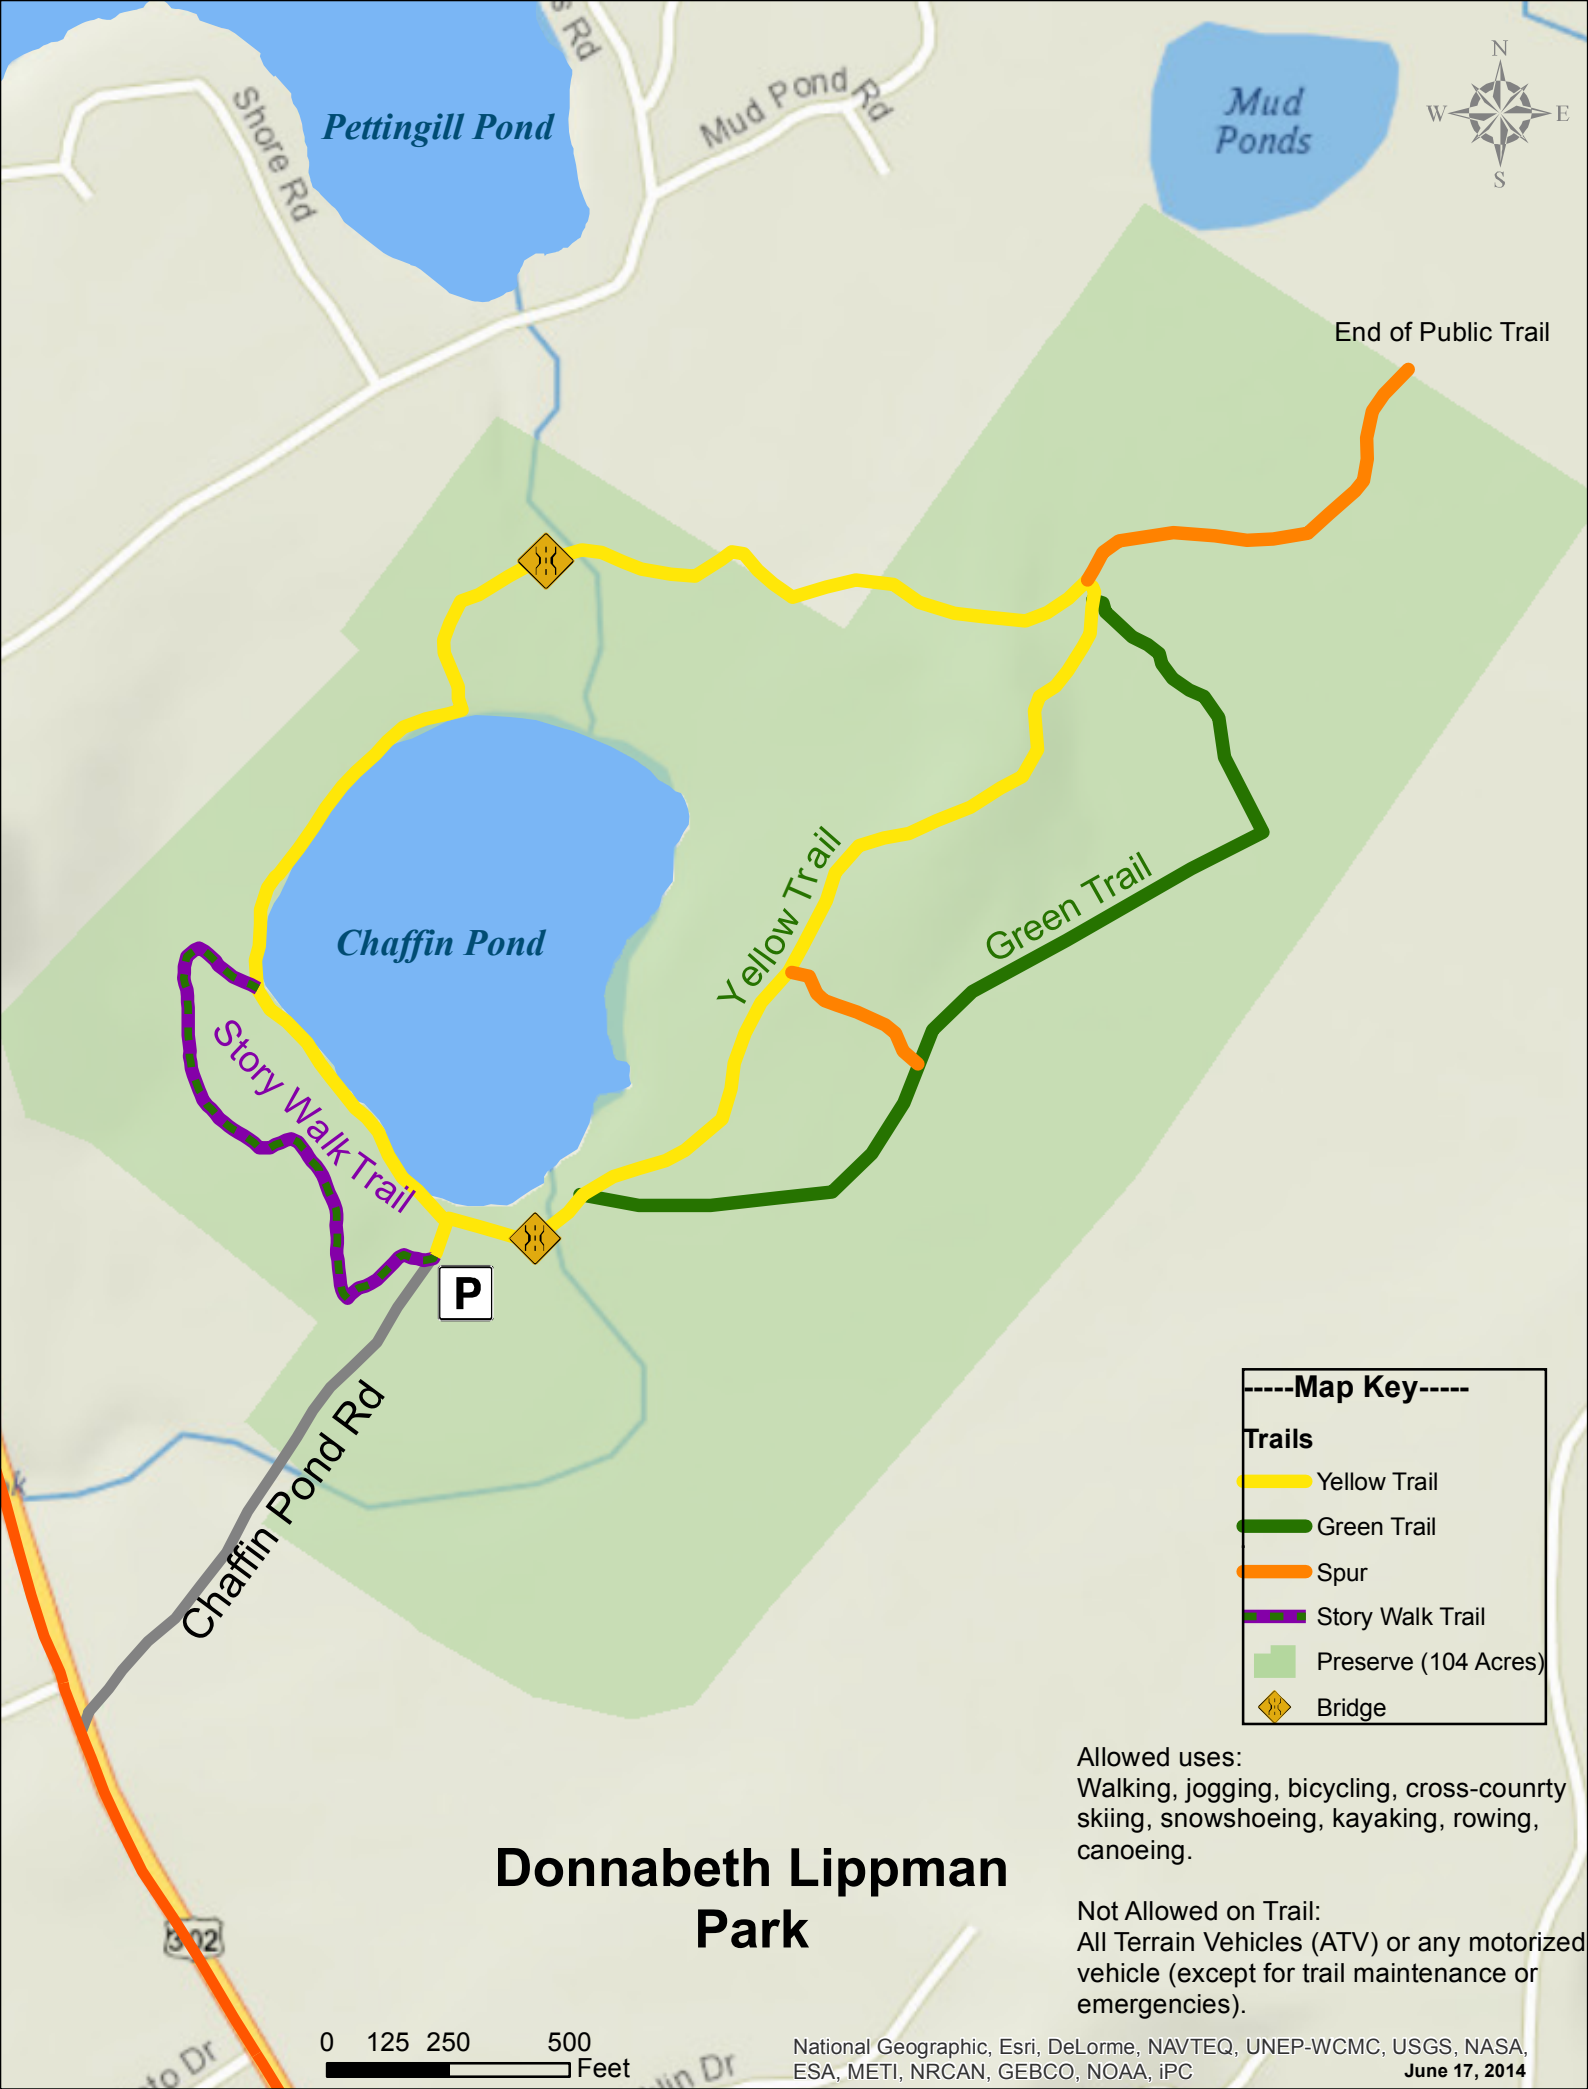 s Rd
Shore Rd
Pettingill Pond
Mud Pond Rd
Mud
Ponds
N
W E
S
End of Public Trail
Chaffin Pond
Yellow Trail
Green Trail
Story Walk Trail
P
Chaffin Pond Rd
k
-----Map Key-----
Trails
Yellow Trail
Green Trail
Spur
Story Walk Trail
Preserve (104 Acres)
Bridge
Allowed uses:
Walking, jogging, bicycling, cross-counrty
skiing, snowshoeing, kayaking, rowing,
canoeing.
Not Allowed on Trail:
All Terrain Vehicles (ATV) or any motorized
vehicle (except for trail maintenance or
emergencies).
Donnabeth Lippman
Park
302
0 125 250 500
Feet
to Dr
lin Dr
National Geographic, Esri, DeLorme, NAVTEQ, UNEP-WCMC, USGS, NASA,
ESA, METI, NRCAN, GEBCO, NOAA, iPC
June 17, 2014